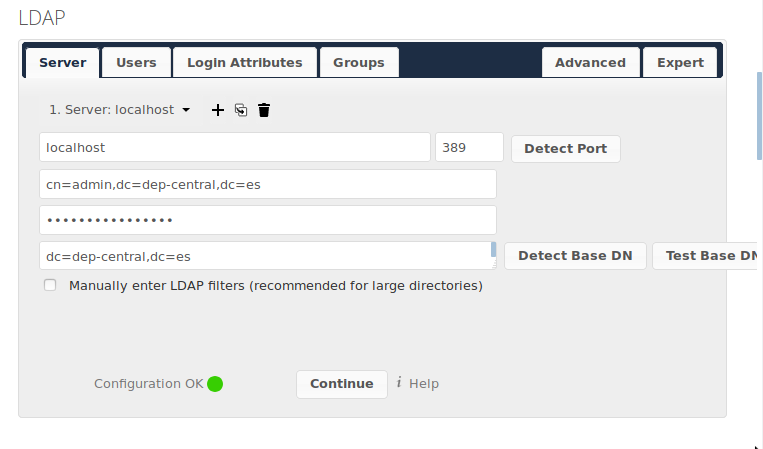 LDAP
Server Users Login Attributes Groups Advanced Expert
1. Server: localhost
localhost 389 Detect Port
cn=admin,dc=dep-central,dc=es
••••••••••••••••
dc=dep-central,dc=es Detect Base DN Test Base DN
Manually enter LDAP filters (recommended for large directories)
Configuration OK Continue i Help